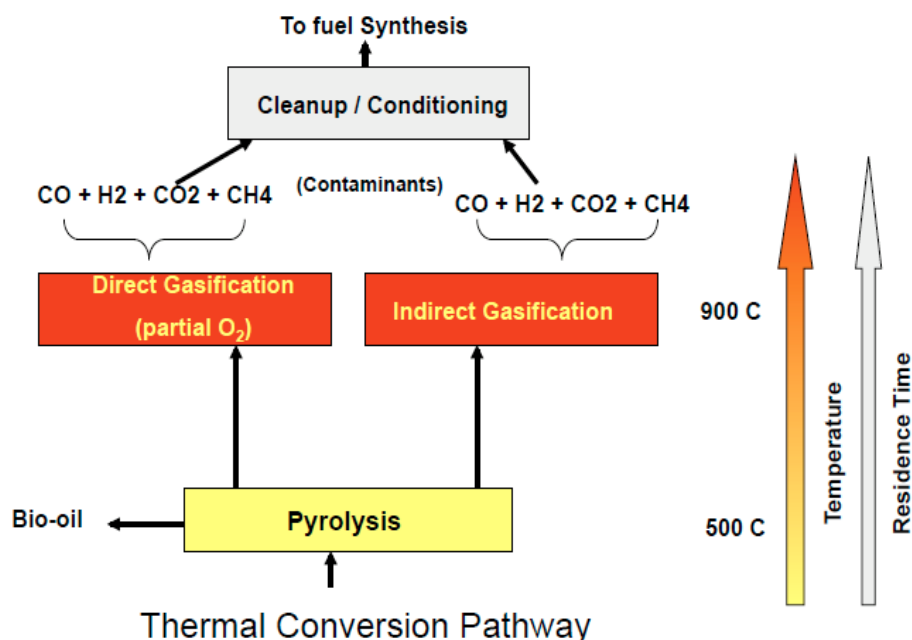 To fuel Synthesis
Cleanup / Conditioning
(Contaminants)
CO + H2 + CO2 + CH4
CO + H2 + CO2 + CH4
Direct Gasification
(partial O₂)
Indirect Gasification
900 C
Temperature
Residence Time
Bio-oil
Pyrolysis
500 C
Thermal Conversion Pathway